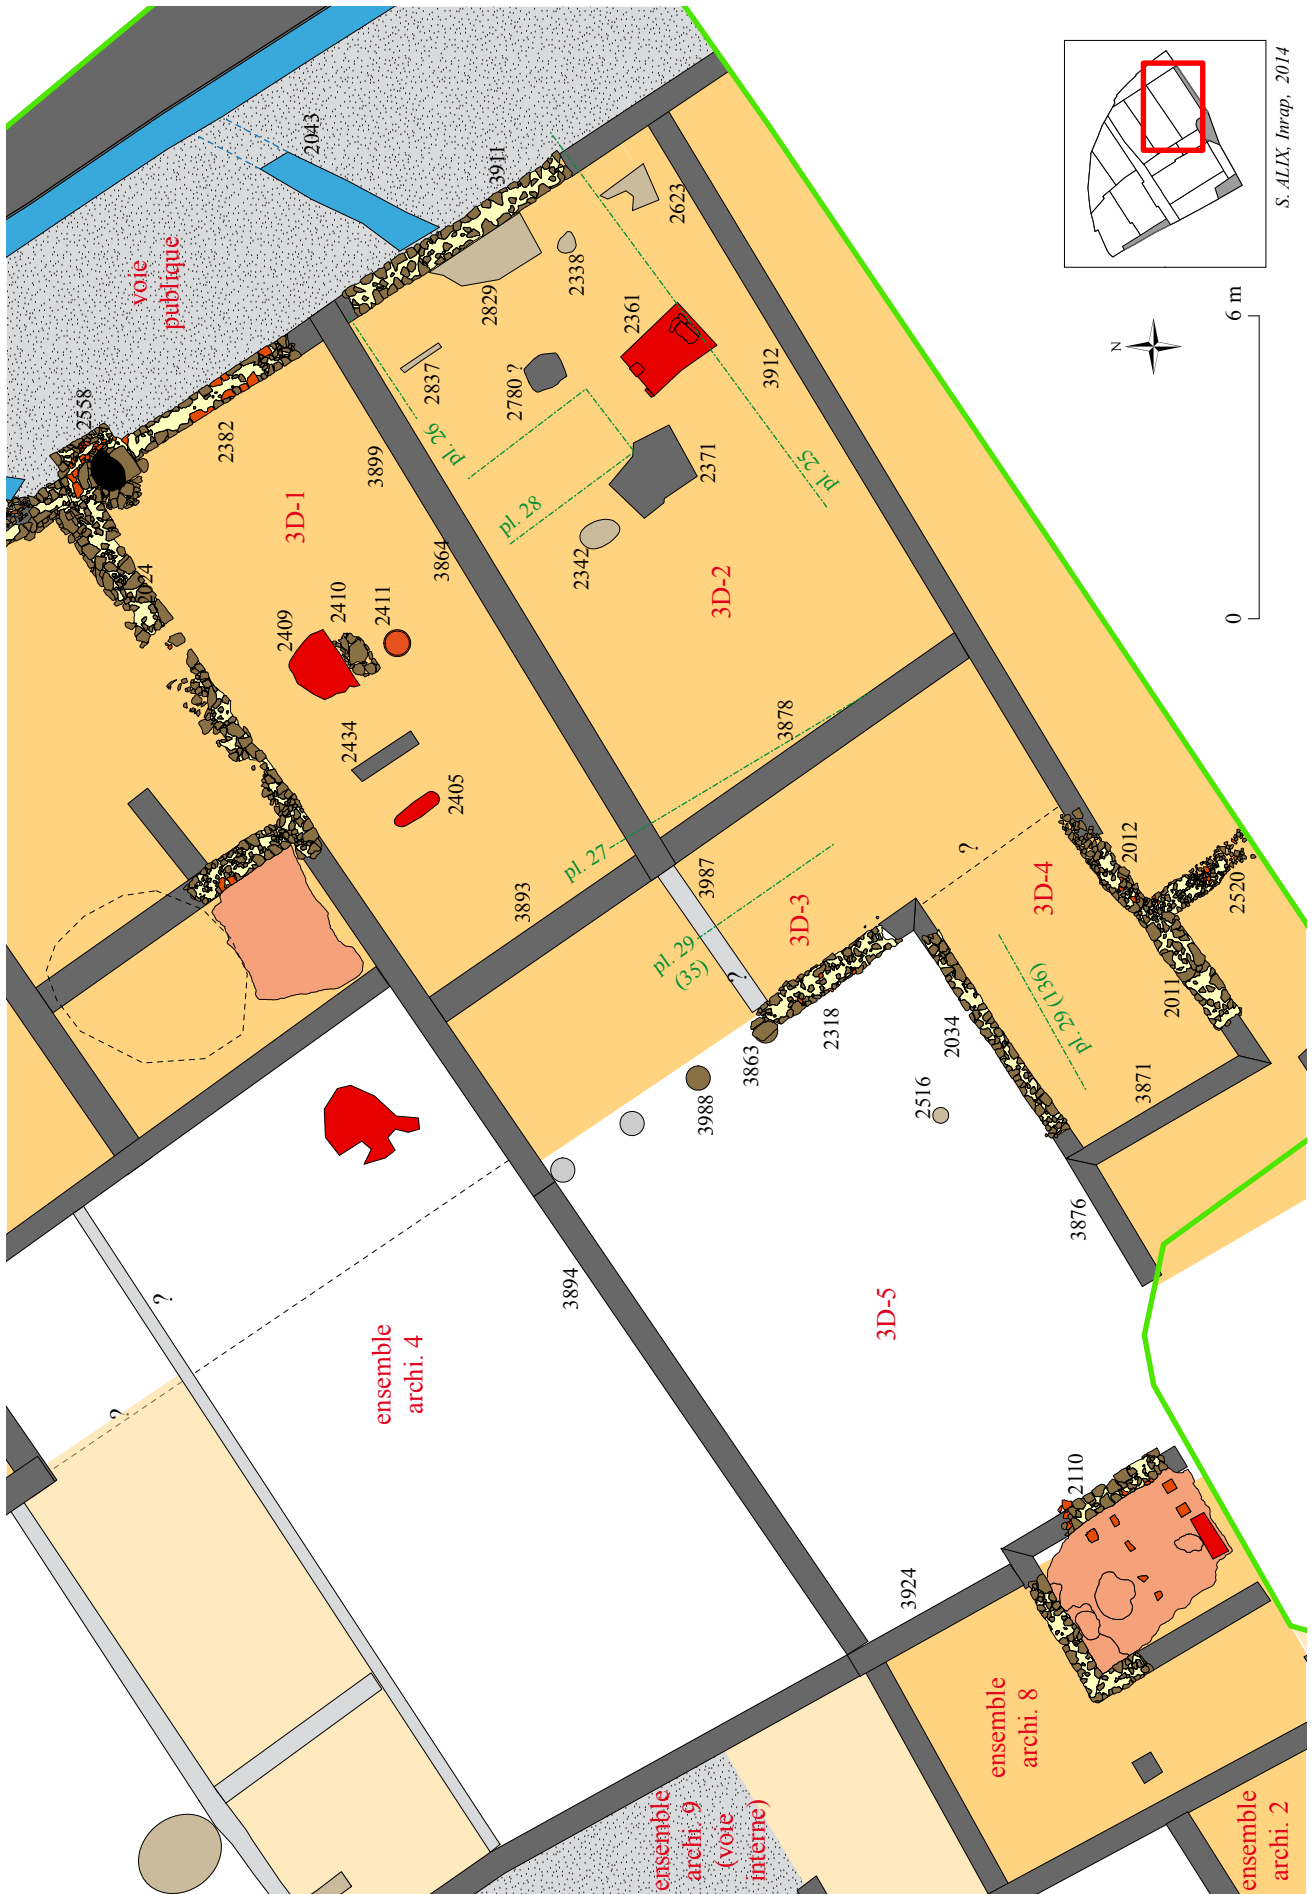 2043
3911
voie
publique
2558
2382
3D-1
3899
3864
pl. 26
2829
2837
2780 ?
2338
2623
2361
3912
2371
pl. 25
pl. 28
2342
3D-2
2024
2409
2410
2411
2434
2405
3878
pl. 27
3893
3987
?
pl. 29
(35)
?
3D-3
3D-4
2012
2520
2011
pl. 29 (136)
2318
2034
3863
3988
2516
3871
3876
3894
3D-5
?
?
ensemble
archi. 4
2110
3924
ensemble
archi. 8
ensemble
archi. 9
(voie
interne)
ensemble
archi. 2
N
0
6 m
S. ALIX, Inrap, 2014